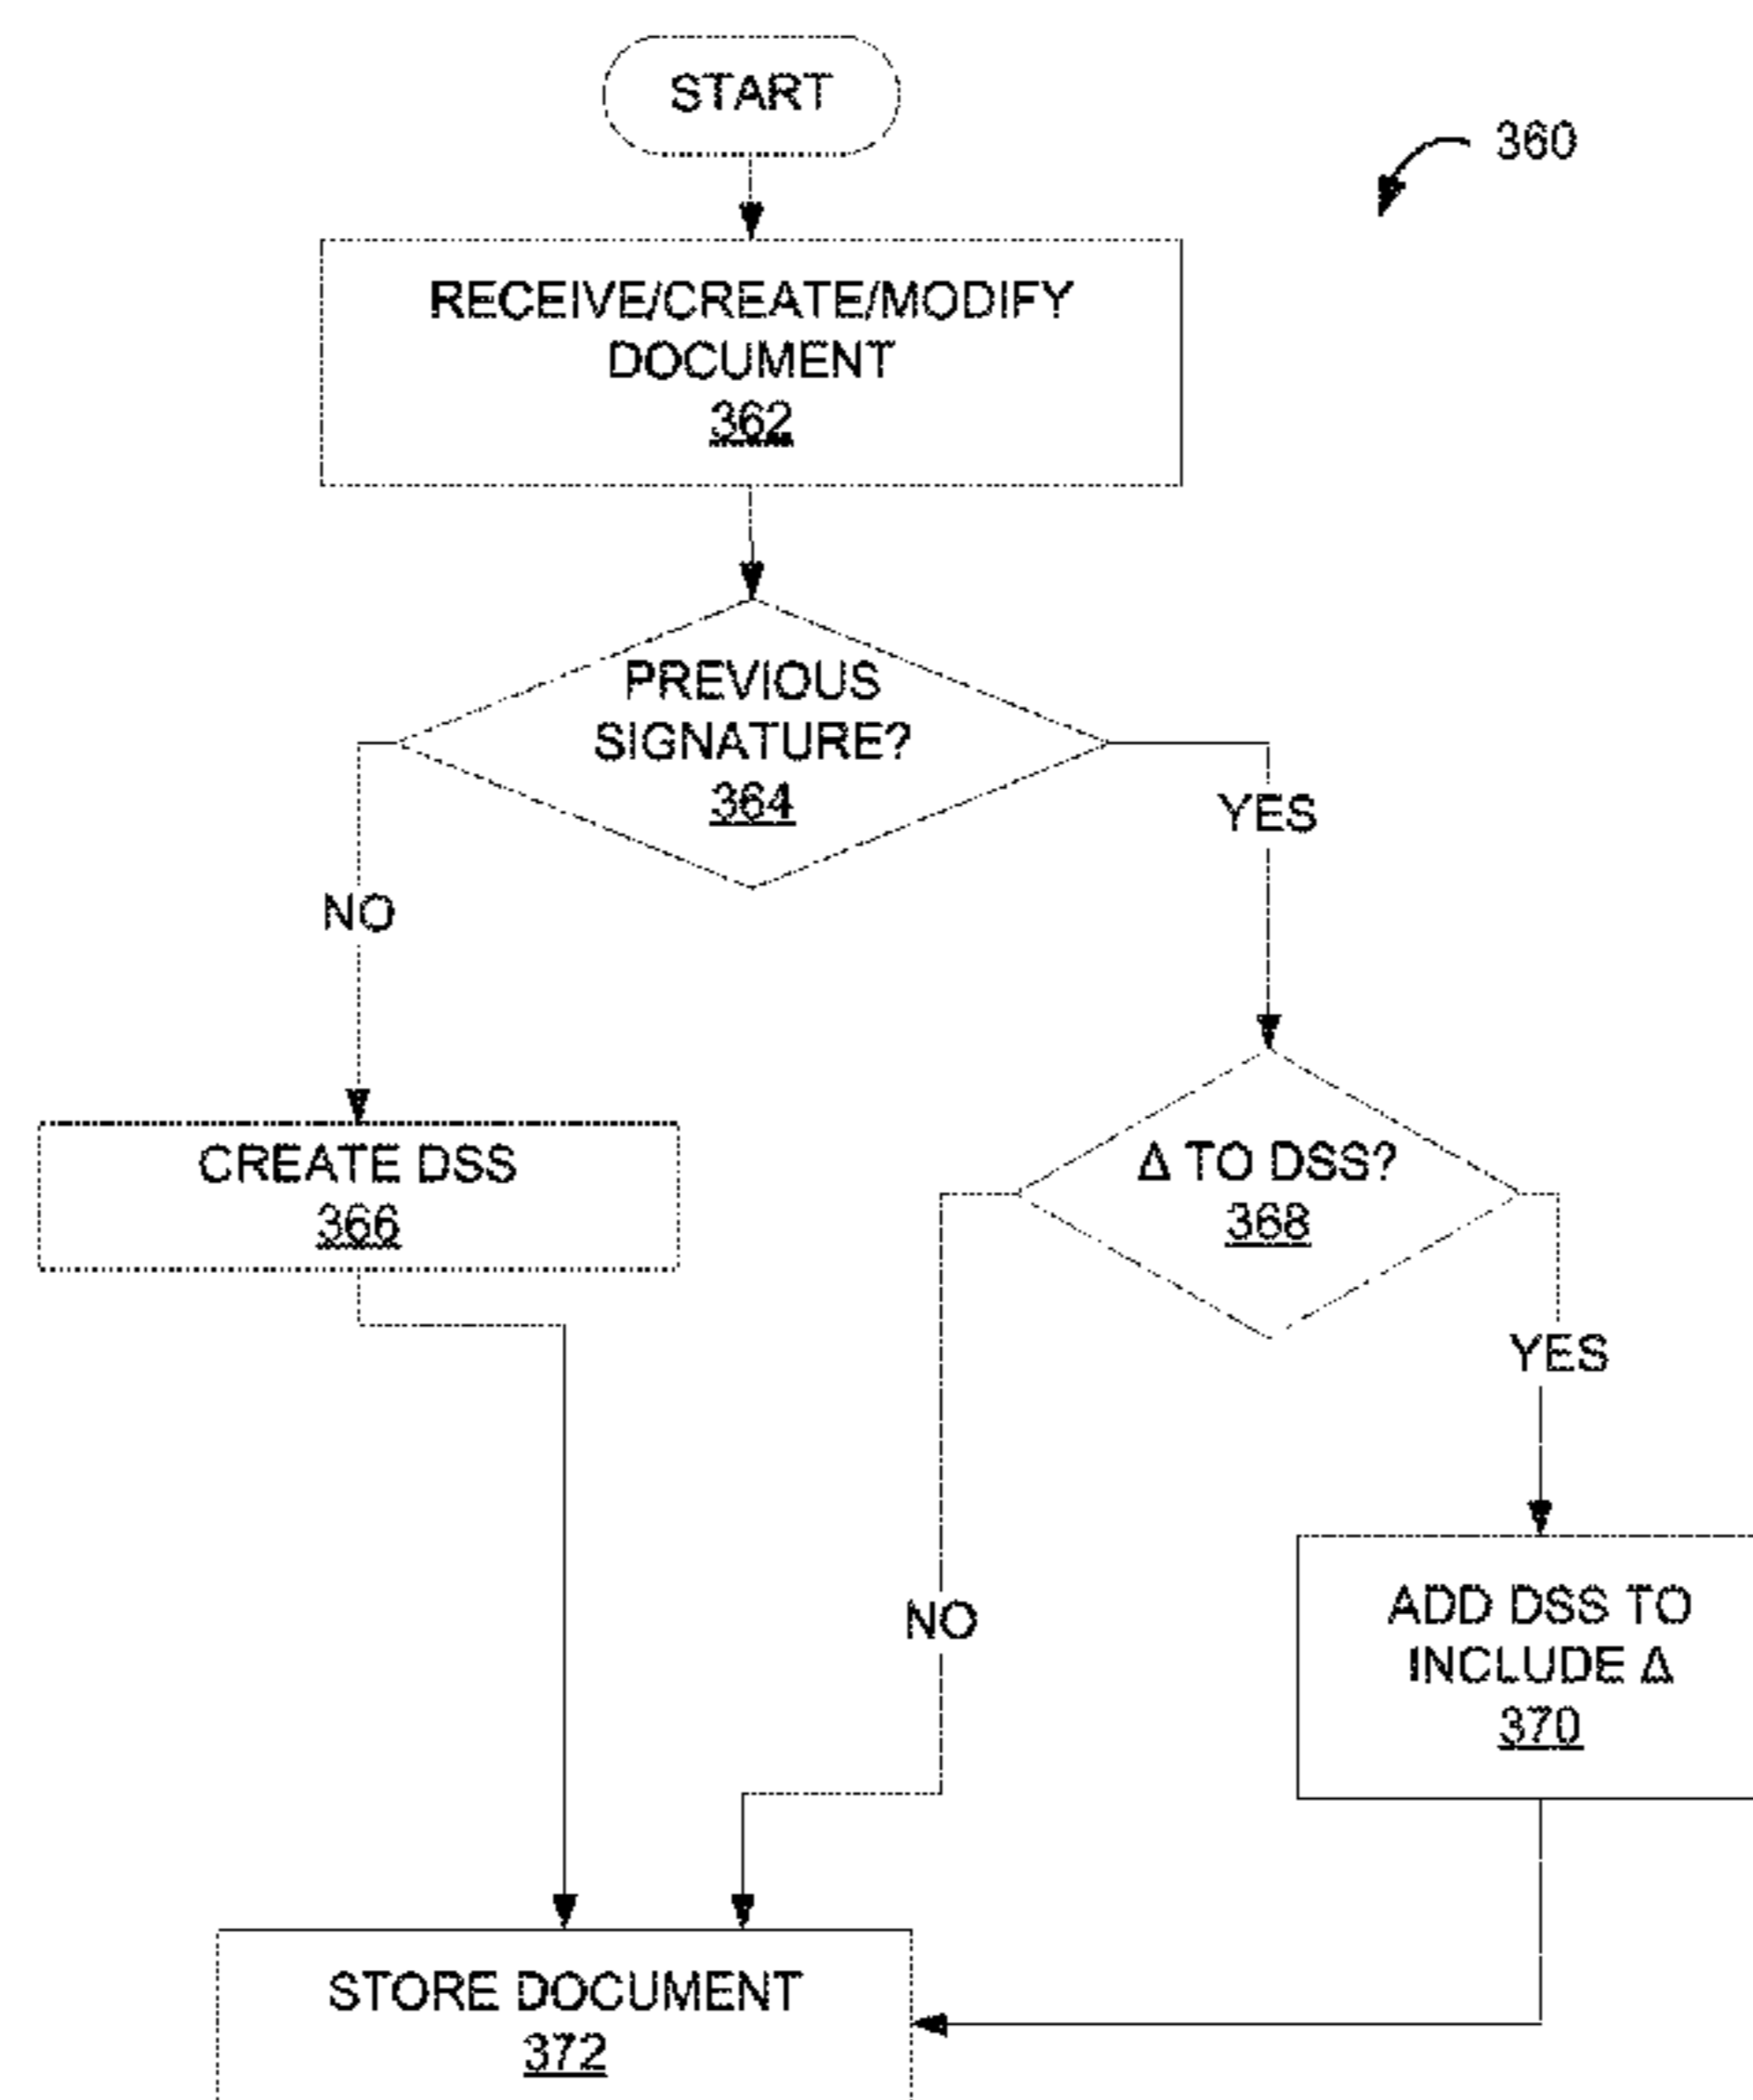 START
360
RECEIVE/CREATE/MODIFY
DOCUMENT
362
PREVIOUS
SIGNATURE?
364
YES
NO
CREATE DSS
366
Δ TO DSS?
368
YES
NO
ADD DSS TO
INCLUDE Δ
370
STORE DOCUMENT
372